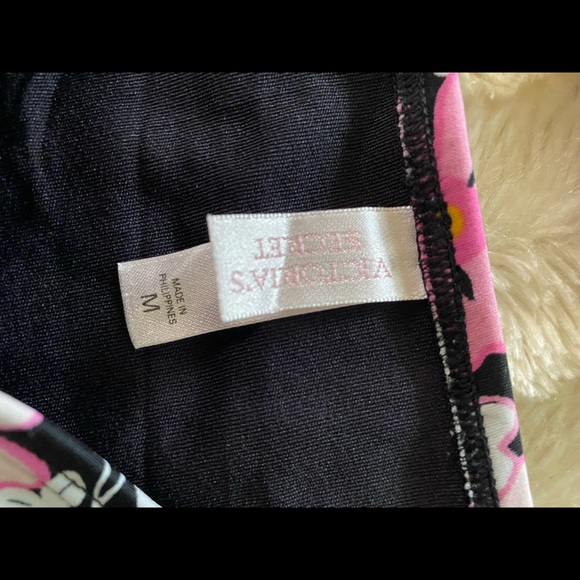 VICTORIA'S
SECRET
MADE IN
PHILIPPINES
M